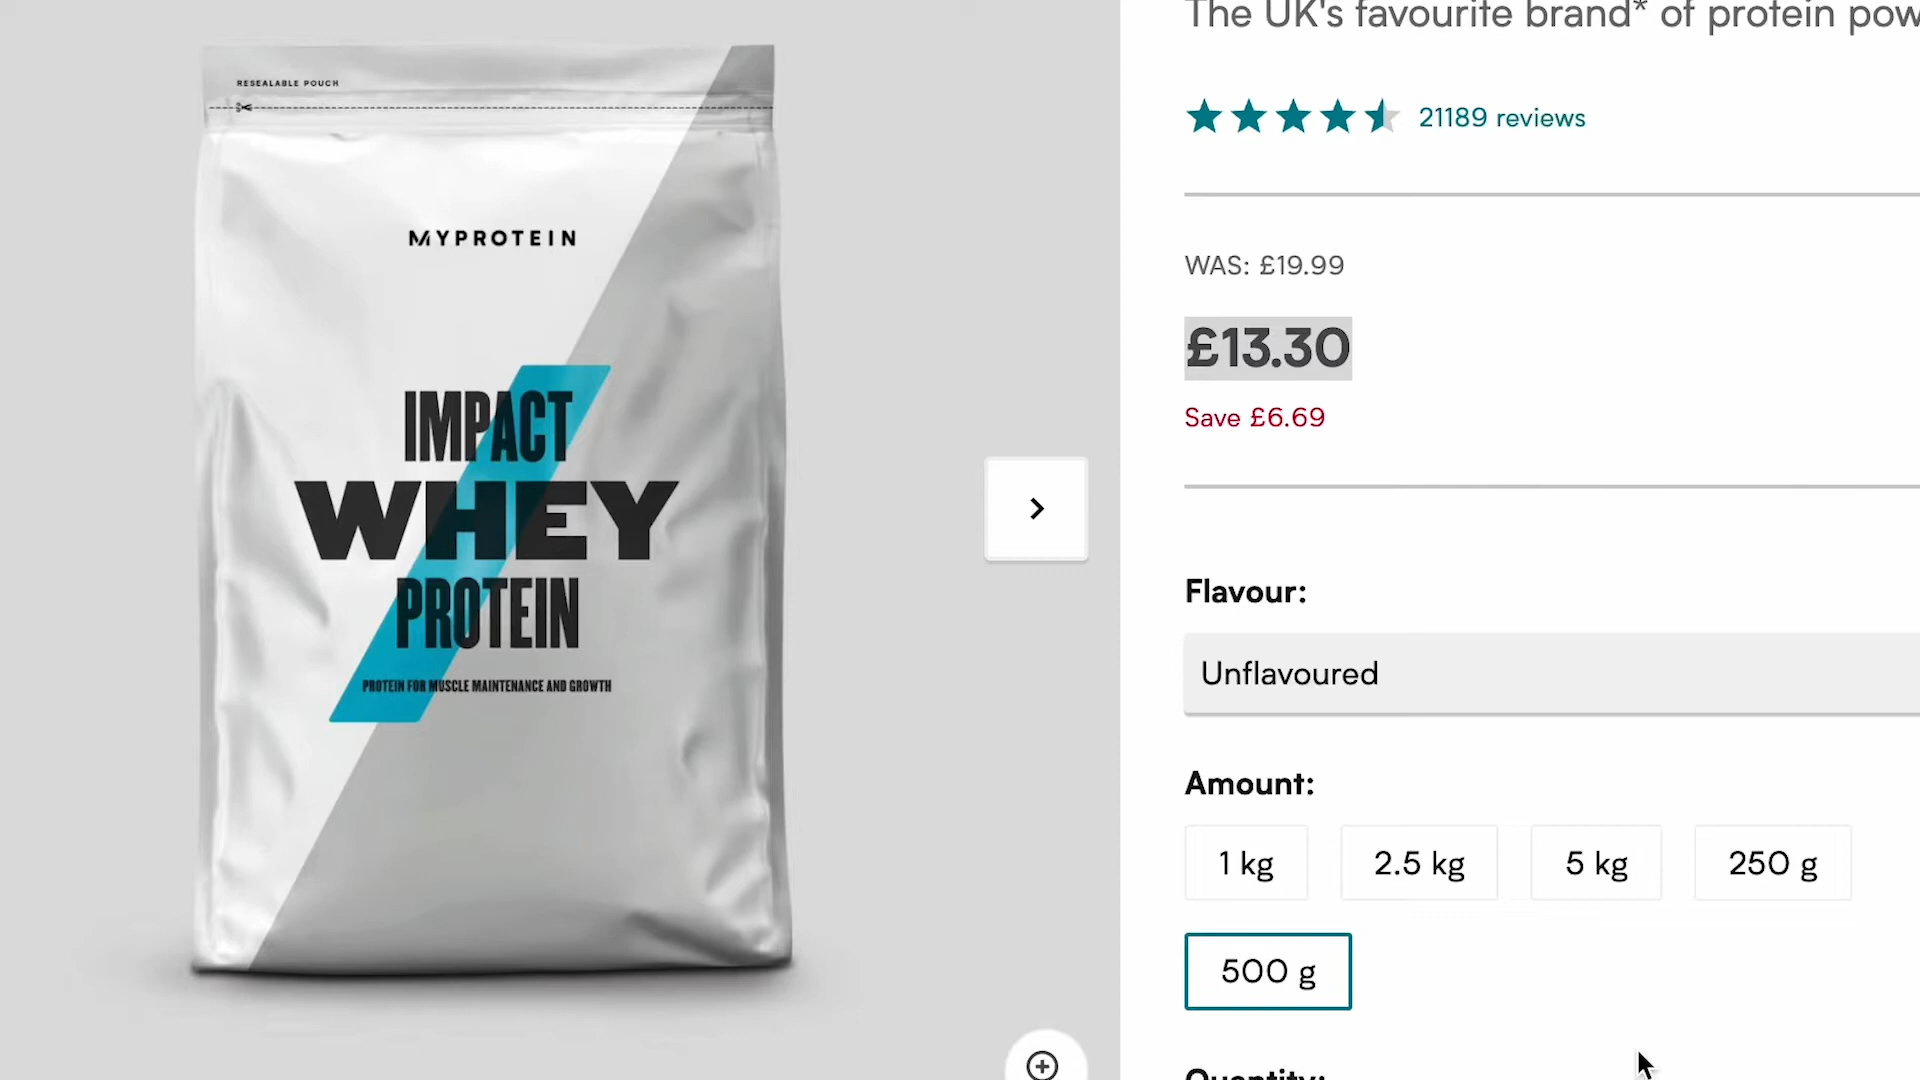 RESEALABLE POUCH
MYPROTEIN
IMPACT
WHEY
PROTEIN
PROTEIN FOR MUSCLE MAINTENANCE AND GROWTH
The UK's favourite brand* of protein pow
21189 reviews
WAS: £19.99
£13.30
Save £6.69
Flavour:
Unflavoured
Amount:
1 kg
2.5 kg
5 kg
250 g
500 g
Quantity: